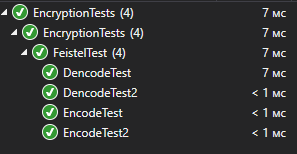 EncryptionTests (4) 7 мс
EncryptionTests (4) 7 мс
FeistelTest (4) 7 мс
DencodeTest 7 мс
DencodeTest2 < 1 мс
EncodeTest < 1 мс
EncodeTest2 < 1 мс